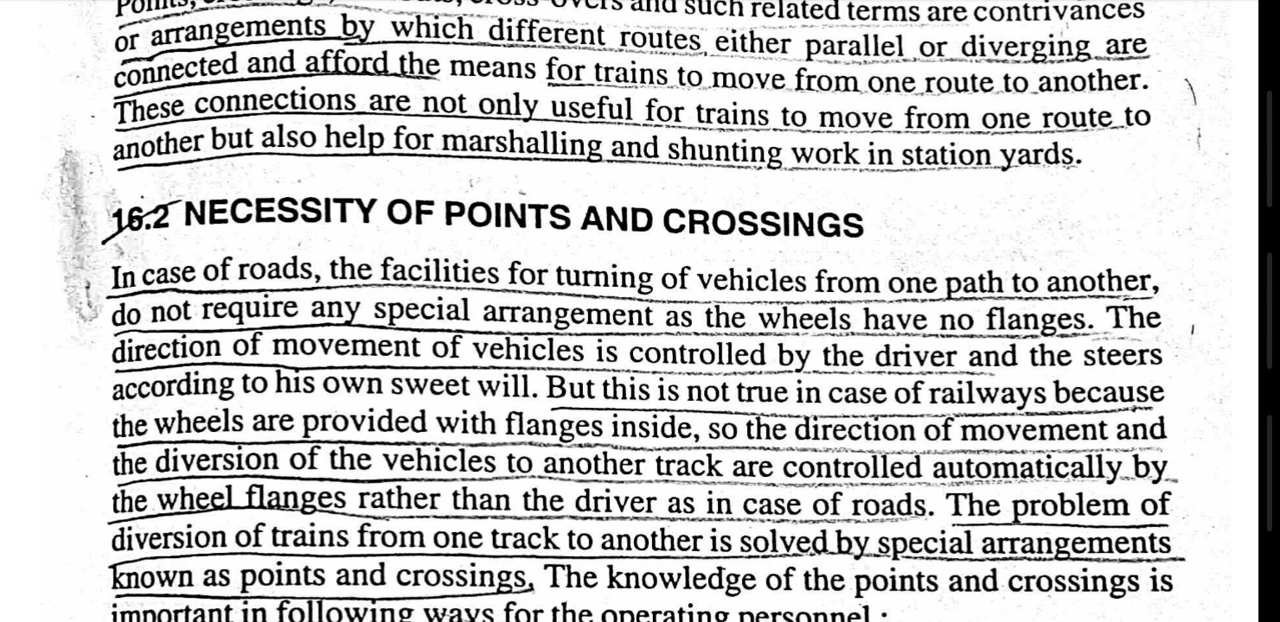 Points, and such related terms are contrivances
or arrangements by which different routes either parallel or diverging are
connected and afford the means for trains to move from one route to another.
These connections are not only useful for trains to move from one route to
another but also help for marshalling and shunting work in station yards.
16.2 NECESSITY OF POINTS AND CROSSINGS
In case of roads, the facilities for turning of vehicles from one path to another,
do not require any special arrangement as the wheels have no flanges. The
direction of movement of vehicles is controlled by the driver and the steers
according to his own sweet will. But this is not true in case of railways because
the wheels are provided with flanges inside, so the direction of movement and
the diversion of the vehicles to another track are controlled automatically by
the wheel flanges rather than the driver as in case of roads. The problem of
diversion of trains from one track to another is solved by special arrangements
known as points and crossings. The knowledge of the points and crossings is
important in following ways for the operating personnel :